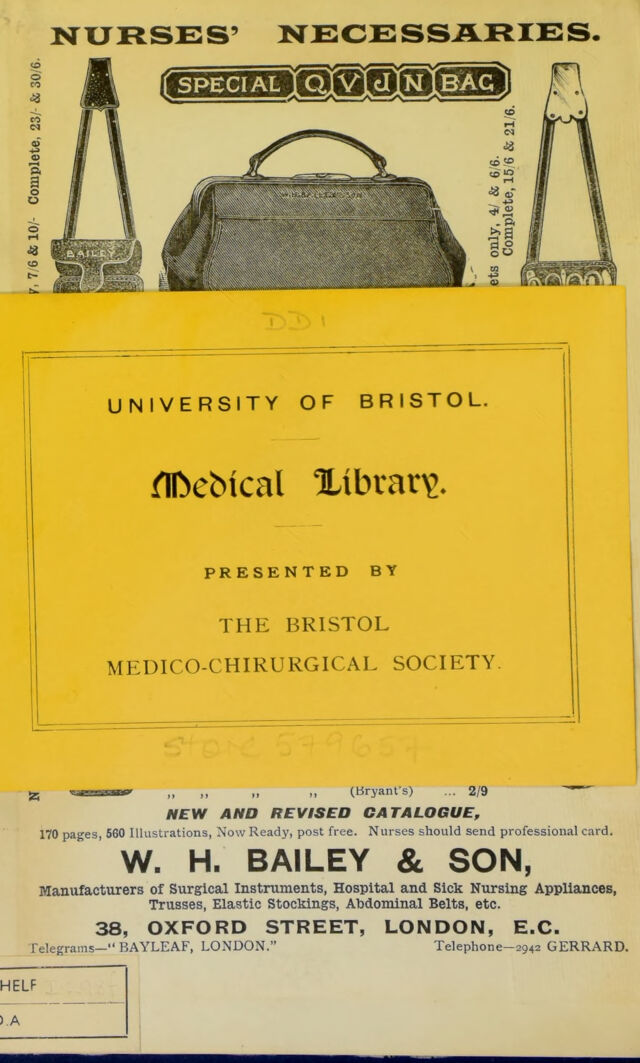 NURSES' NECESSARIES.
SPECIAL QVJN BAG
Complete, 23/- & 30/6.
7/6 & 10/-
BAILEY
only, 4/ & 6/6.
Complete, 15/6 & 21/6.
DD1
UNIVERSITY OF BRISTOL.
Medical Library.
PRESENTED BY
THE BRISTOL
MEDICO-CHIRURGICAL SOCIETY.
Store 579657
N
,, ,, ,, ,, (Bryant's) ... 2/9
NEW AND REVISED CATALOGUE,
170 pages, 560 Illustrations, Now Ready, post free. Nurses should send professional card.
W. H. BAILEY & SON,
Manufacturers of Surgical Instruments, Hospital and Sick Nursing Appliances,
Trusses, Elastic Stockings, Abdominal Belts, etc.
38, OXFORD STREET, LONDON, E.C.
Telegrams—"BAYLEAF, LONDON." Telephone—2942 GERRARD.
HELF
.A